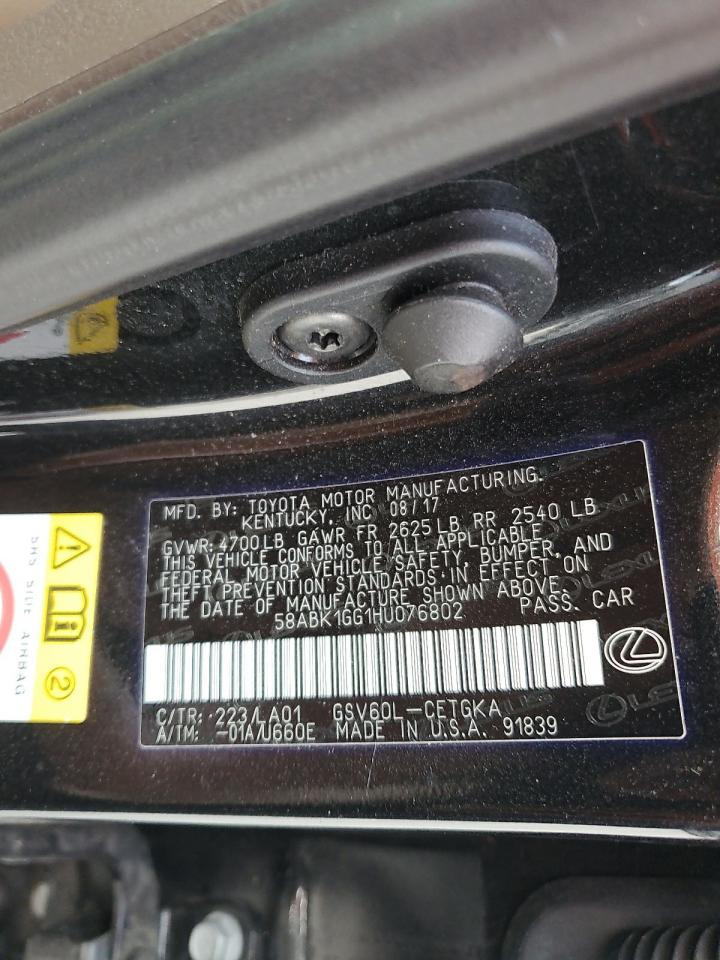 MFD. BY: TOYOTA MOTOR MANUFACTURING.
KENTUCKY, INC 08/17
GVWR: 4700LB GAWR FR 2625LB RR 2540 LB
THIS VEHICLE CONFORMS TO ALL APPLICABLE
FEDERAL MOTOR VEHICLE SAFETY, BUMPER, AND
THEFT PREVENTION STANDARDS IN EFFECT ON
THE DATE OF MANUFACTURE SHOWN ABOVE.
58ABK1GG1HU076802 PASS. CAR
C/TR: 223/LA01 GSV60L-CETGKA
A/TM: -01A/U660E MADE IN U.S.A. 91839
SRS SIDE AIRBAG
2
LEXUS